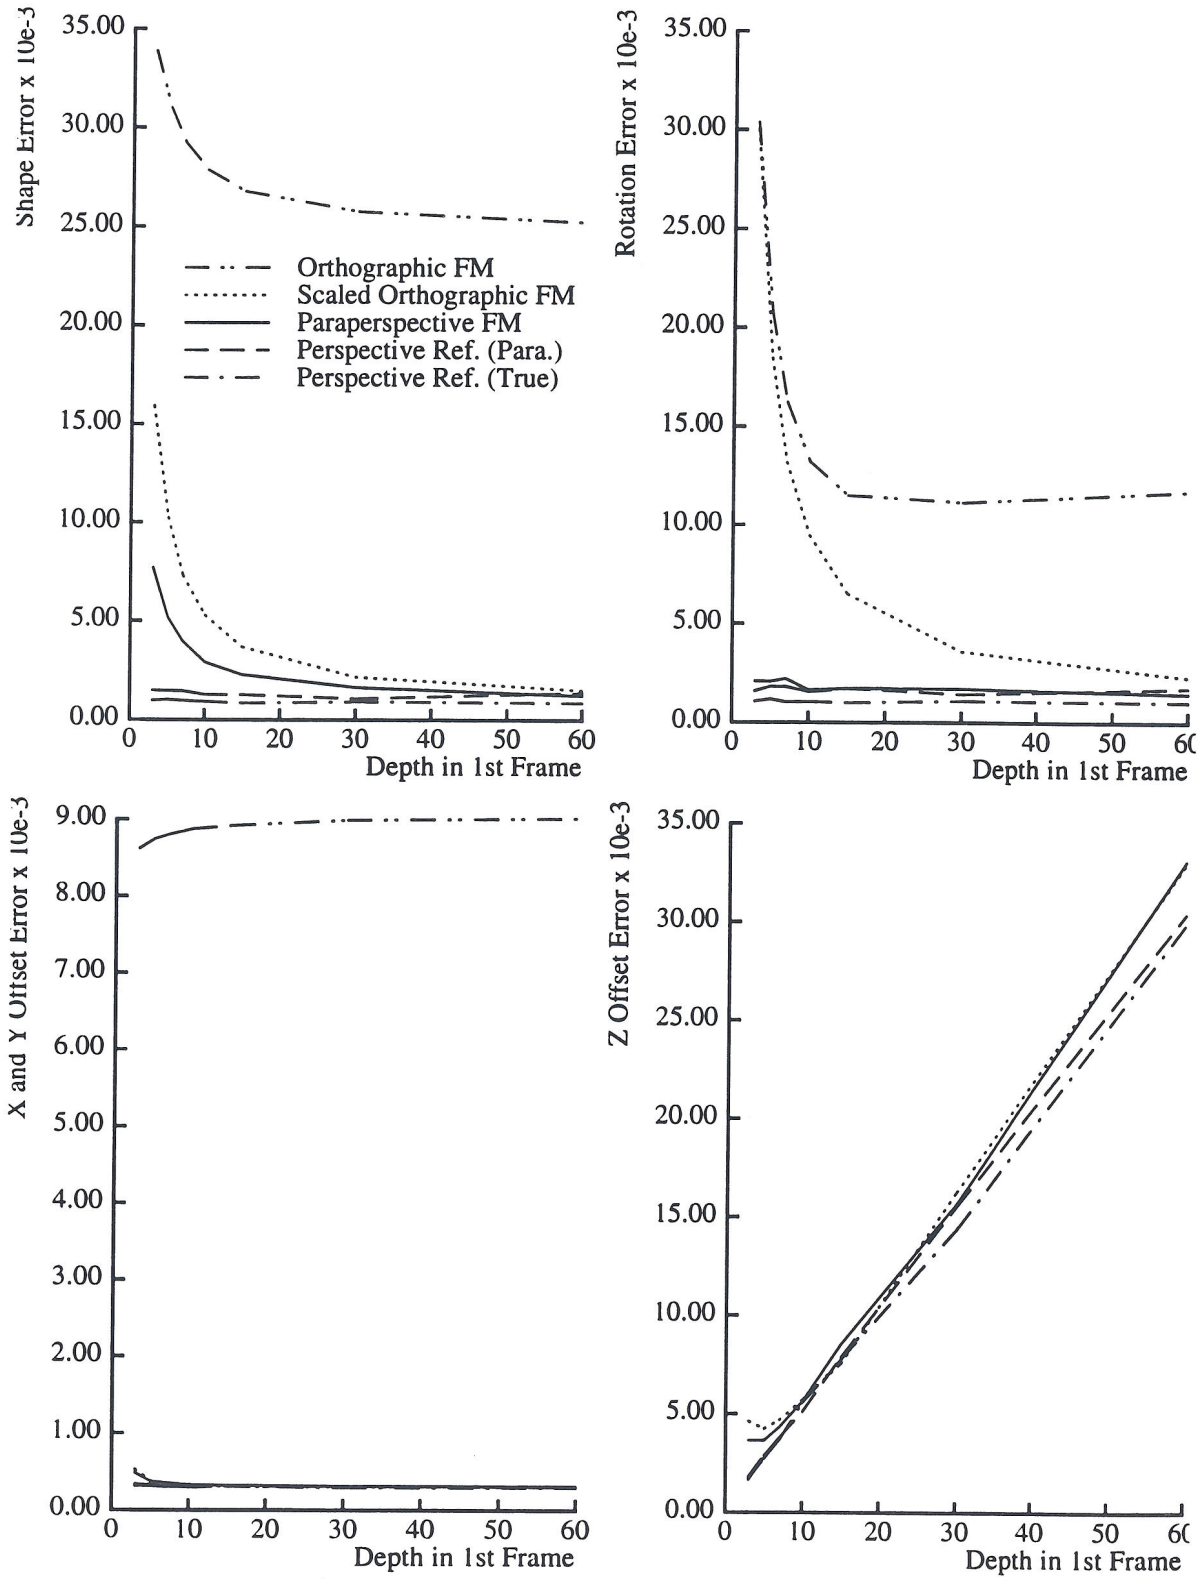 Shape Error x 10e-3
35.00
30.00
25.00
20.00
15.00
10.00
5.00
0.00
Orthographic FM
Scaled Orthographic FM
Paraperspective FM
Perspective Ref. (Para.)
Perspective Ref. (True)
0 10 20 30 40 50 60
Depth in 1st Frame
Rotation Error x 10e-3
35.00
30.00
25.00
20.00
15.00
10.00
5.00
0.00
0 10 20 30 40 50 60
Depth in 1st Frame
X and Y Offset Error x 10e-3
9.00
8.00
7.00
6.00
5.00
4.00
3.00
2.00
1.00
0.00
0 10 20 30 40 50 60
Depth in 1st Frame
Z Offset Error x 10e-3
35.00
30.00
25.00
20.00
15.00
10.00
5.00
0.00
0 10 20 30 40 50 60
Depth in 1st Frame